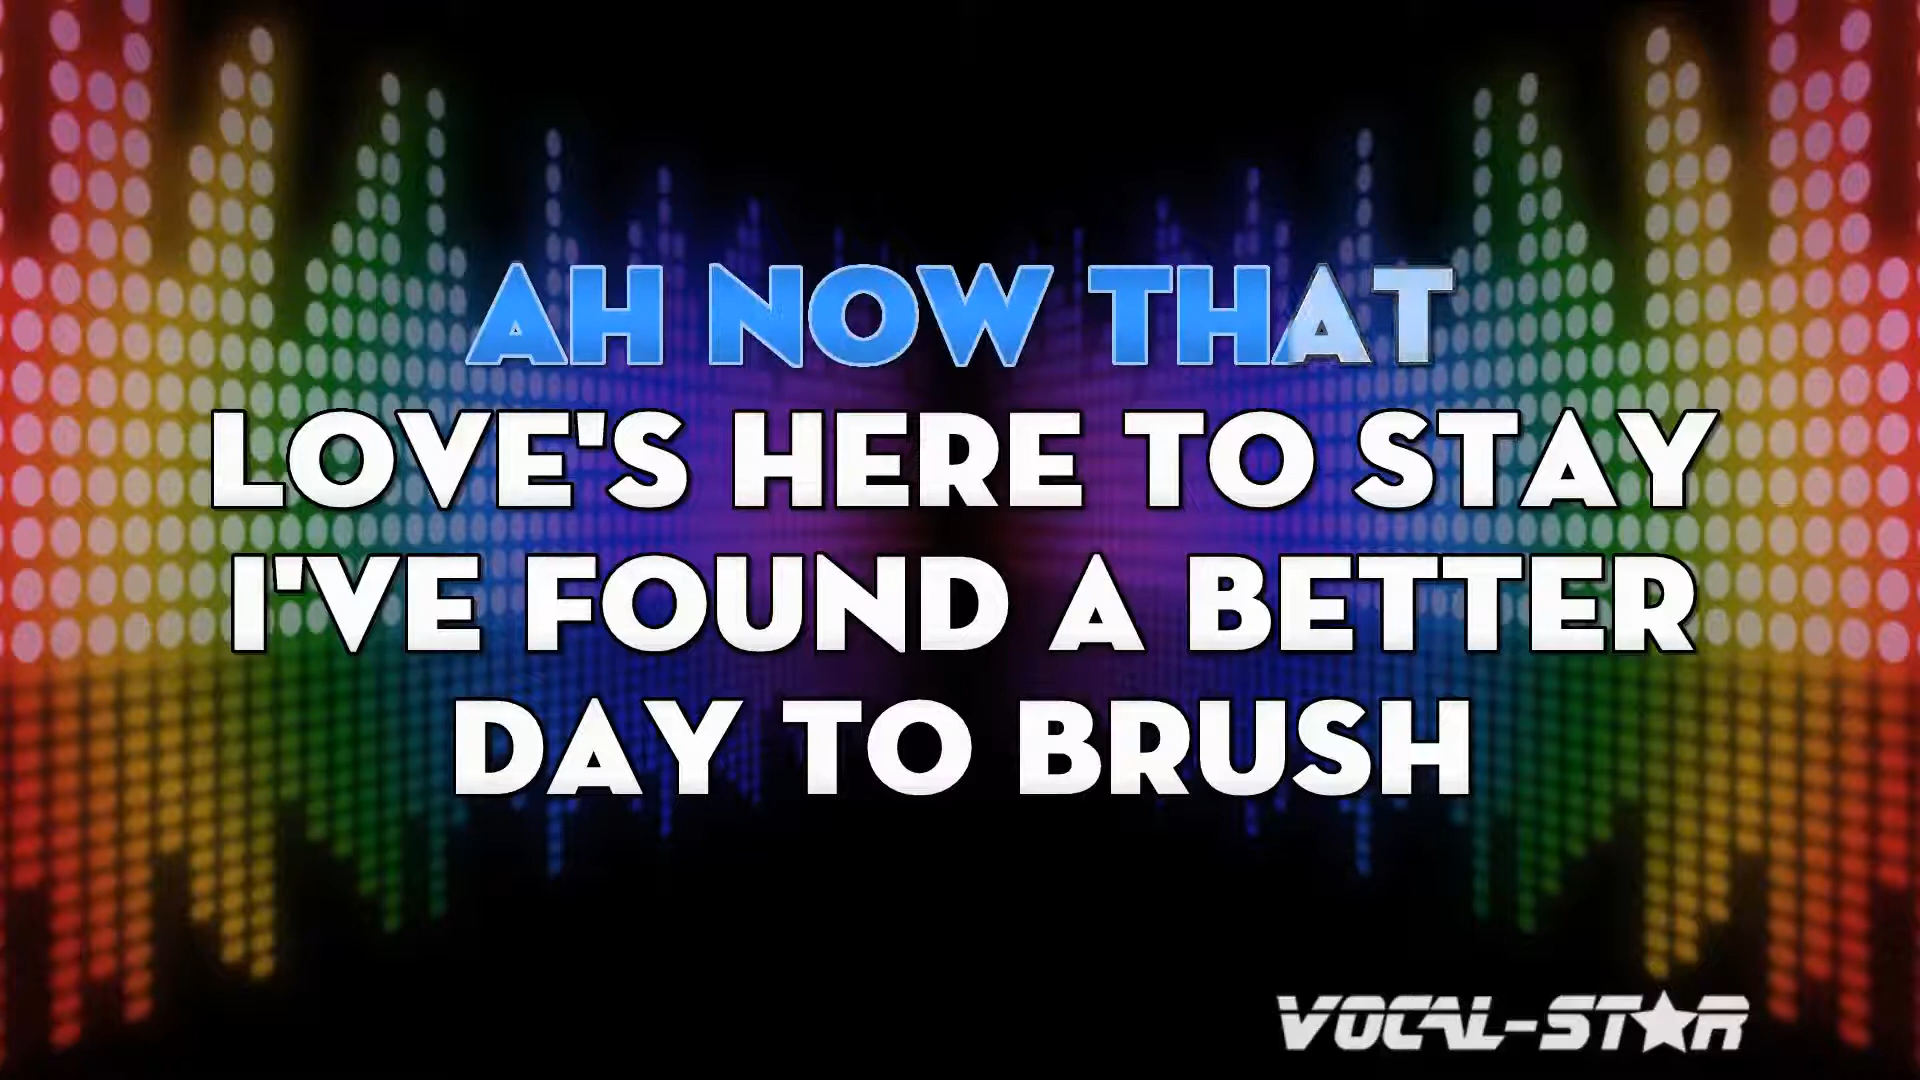 AH NOW THAT
LOVE'S HERE TO STAY
I'VE FOUND A BETTER
DAY TO BRUSH
VOCAL-STAR